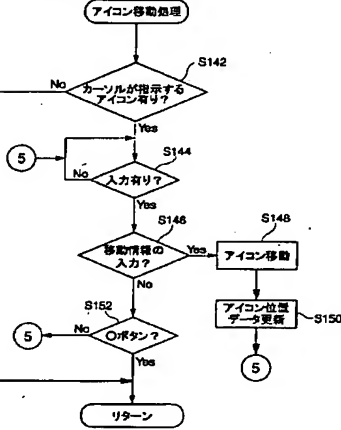 アイコン移動処理
S142
カーソルが指示する
アイコン有り?
No
Yes
5
S144
入力有り?
No
Yes
S146
移動情報の
入力?
Yes
S148
アイコン移動
No
S152
アイコン位置
データ更新
S150
5
No
〇ボタン?
Yes
5
リターン